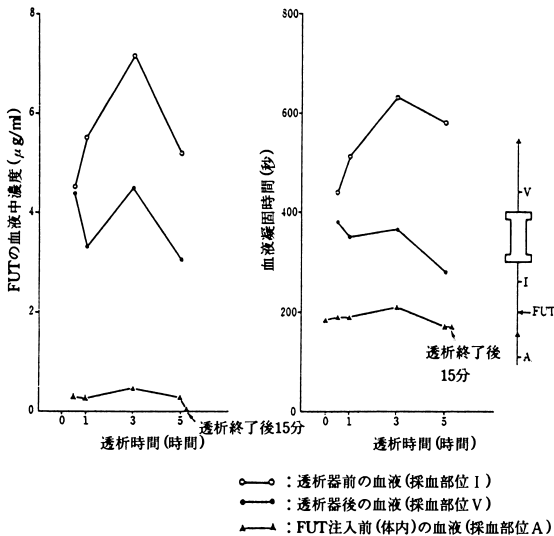 FUTの血液中濃度(μg/ml)
8
6
4
2
0
0 1 3 5
透析終了後15分
透析時間(時間)
血液凝固時間(秒)
800
600
400
200
0
0 1 3 5
透析終了後
15分
透析時間(時間)
V
I
FUT
A
:透析器前の血液(採血部位I)
:透析器後の血液(採血部位V)
:FUT注入前(体内)の血液(採血部位A)